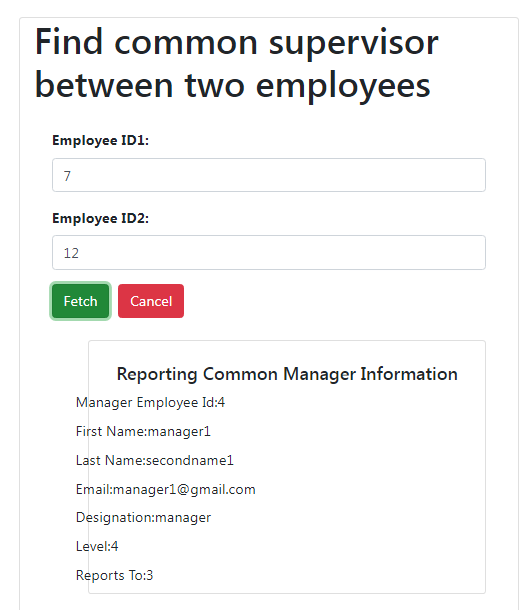 Find common supervisor
between two employees
Employee ID1:
7
Employee ID2:
12
Fetch Cancel
Reporting Common Manager Information
Manager Employee Id:4
First Name:manager1
Last Name:secondname1
Email:manager1@gmail.com
Designation:manager
Level:4
Reports To:3